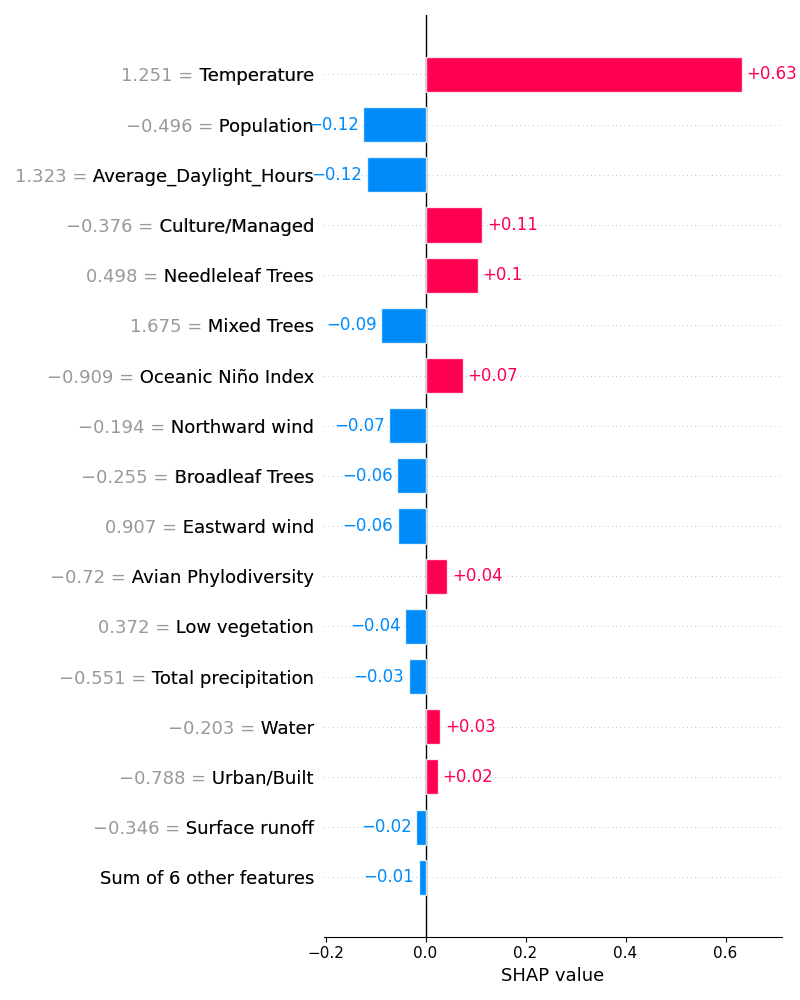 1.251 = Temperature +0.63
−0.496 = Population −0.12
1.323 = Average_Daylight_Hours −0.12
−0.376 = Culture/Managed +0.11
0.498 = Needleleaf Trees +0.1
1.675 = Mixed Trees −0.09
−0.909 = Oceanic Niño Index +0.07
−0.194 = Northward wind −0.07
−0.255 = Broadleaf Trees −0.06
0.907 = Eastward wind −0.06
−0.72 = Avian Phylodiversity +0.04
0.372 = Low vegetation −0.04
−0.551 = Total precipitation −0.03
−0.203 = Water +0.03
−0.788 = Urban/Built +0.02
−0.346 = Surface runoff −0.02
Sum of 6 other features −0.01
−0.2 0.0 0.2 0.4 0.6
SHAP value